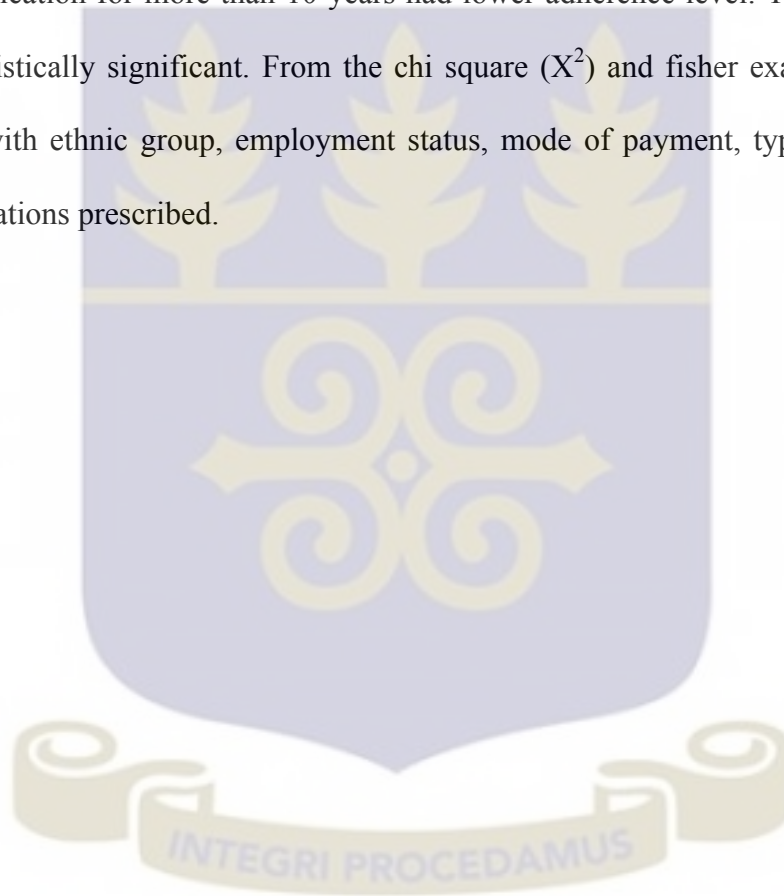 ication for more than 10 years had lower adherence level. T
istically significant. From the chi square (X²) and fisher exa
with ethnic group, employment status, mode of payment, typ
ations prescribed.
INTEGRI PROCEDAMUS